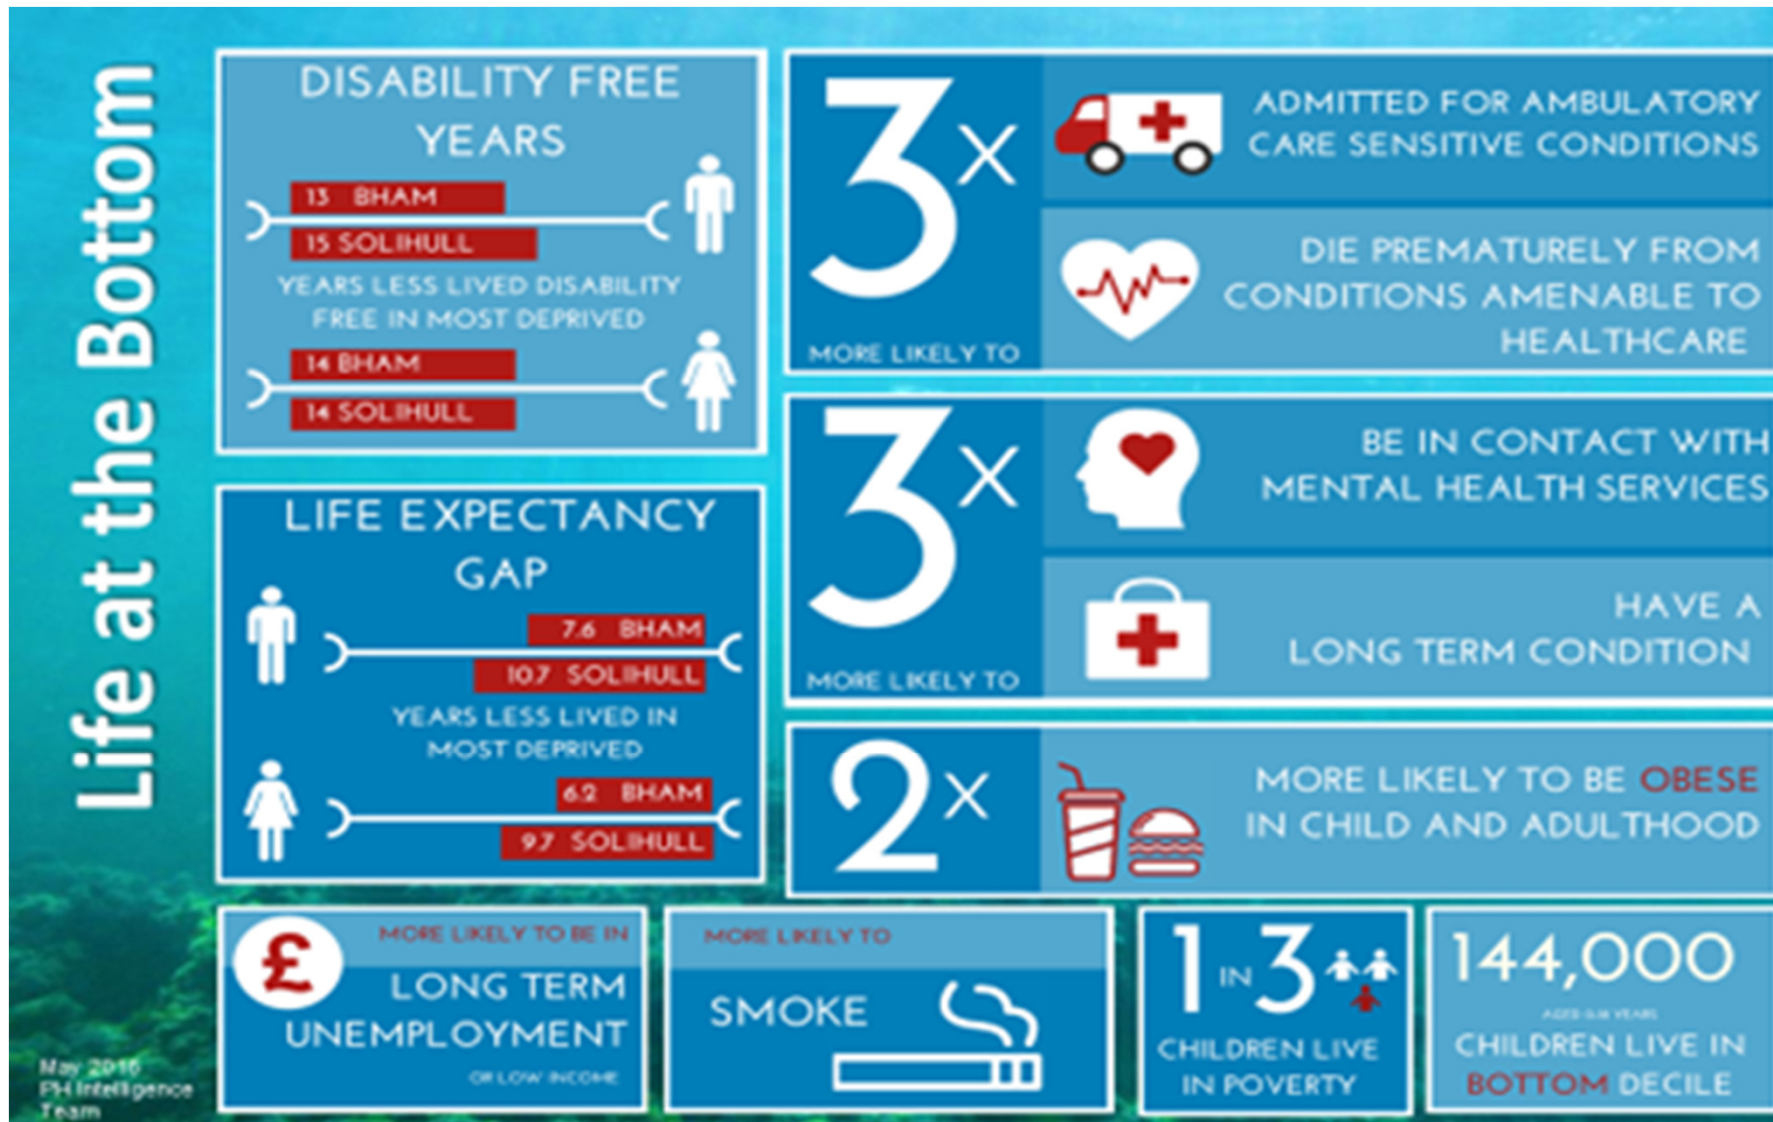 Life at the Bottom
DISABILITY FREE
YEARS
13 BHAM
15 SOLIHULL
YEARS LESS LIVED DISABILITY
FREE IN MOST DEPRIVED
14 BHAM
14 SOLIHULL
LIFE EXPECTANCY
GAP
7.6 BHAM
10.7 SOLIHULL
YEARS LESS LIVED IN
MOST DEPRIVED
6.2 BHAM
9.7 SOLIHULL
3X
MORE LIKELY TO
ADMITTED FOR AMBULATORY
CARE SENSITIVE CONDITIONS
DIE PREMATURELY FROM
CONDITIONS AMENABLE TO
HEALTHCARE
3X
MORE LIKELY TO
BE IN CONTACT WITH
MENTAL HEALTH SERVICES
HAVE A
LONG TERM CONDITION
2X
MORE LIKELY TO BE OBESE
IN CHILD AND ADULTHOOD
£
MORE LIKELY TO BE IN
LONG TERM
UNEMPLOYMENT
OR LOW INCOME
MORE LIKELY TO
SMOKE
1 IN 3
CHILDREN LIVE
IN POVERTY
144,000
AGED YEARS
CHILDREN LIVE IN
BOTTOM DECILE
May 2016
PH Intelligence
Team